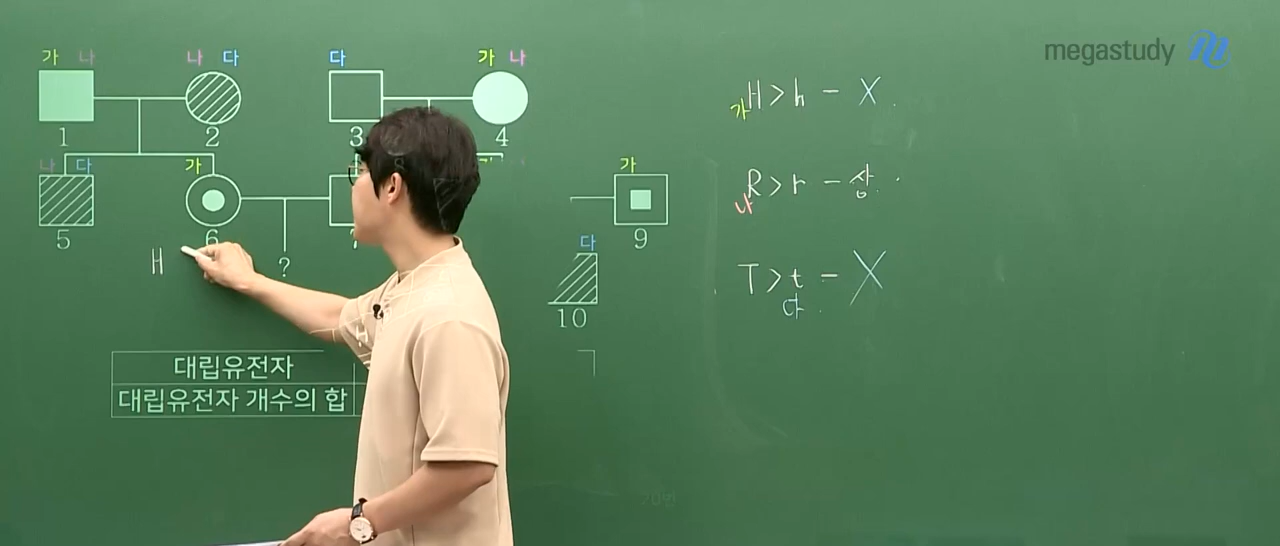 가 나 나 다 다 가 나
megastudy
가 H > h - X
1 2 3 4
나 다 가 가
R > r - 상
나
5 6 9
H ? 다
T > t - X
다
10
대립유전자
대립유전자 개수의 합